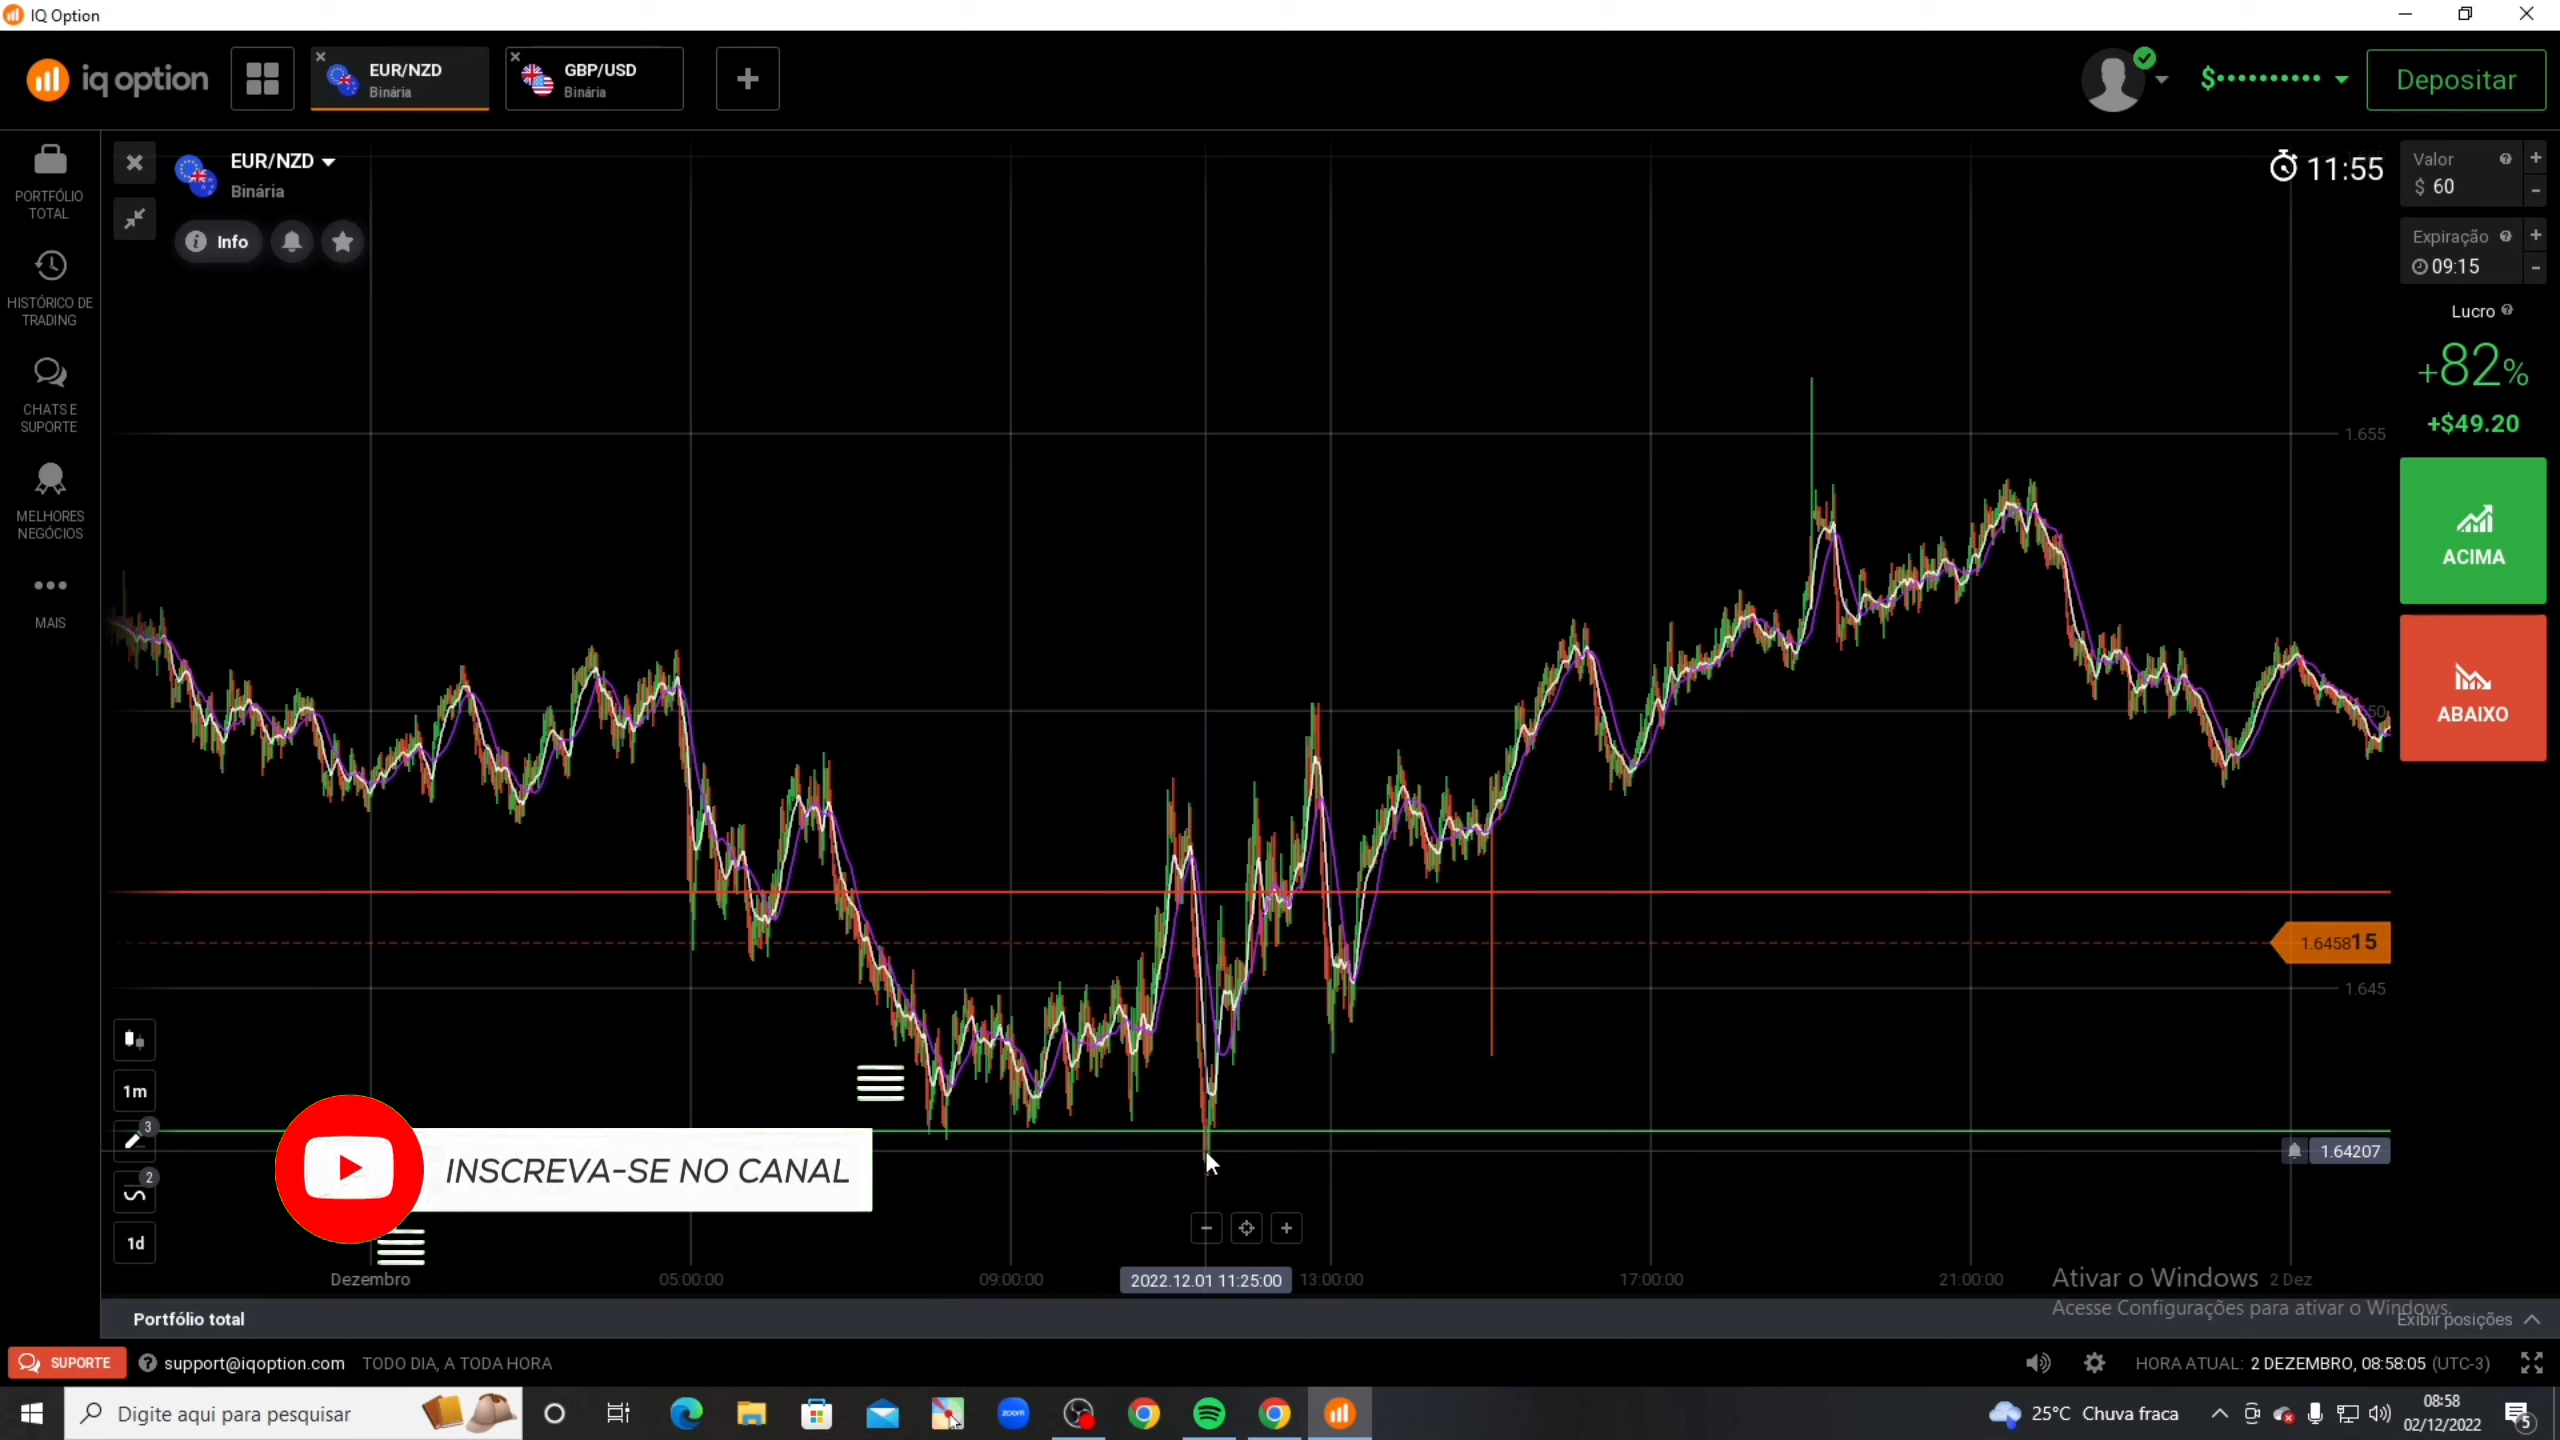 IQ Option
iq option
EUR/NZD
Binária
GBP/USD
Binária
Depositar
PORTFÓLIO
TOTAL
HISTÓRICO DE
TRADING
CHATS E
SUPORTE
MELHORES
NEGÓCIOS
MAIS
EUR/NZD
Binária
Info
11:55
Valor
$ 60
Expiração
09:15
Lucro
+82%
+$49.20
ACIMA
ABAIXO
1.655
1.645815
1.645
1.64207
1m
3
2
1d
INSCREVA-SE NO CANAL
Dezembro
05:00:00
09:00:00
2022.12.01 11:25:00
13:00:00
17:00:00
21:00:00
2 Dez
Ativar o Windows
Acesse Configurações para ativar o Windows.
Portfólio total
Exibir posições
SUPORTE
support@iqoption.com
TODO DIA, A TODA HORA
HORA ATUAL: 2 DEZEMBRO, 08:58:05 (UTC-3)
Digite aqui para pesquisar
zoom
25°C Chuva fraca
08:58
02/12/2022
5